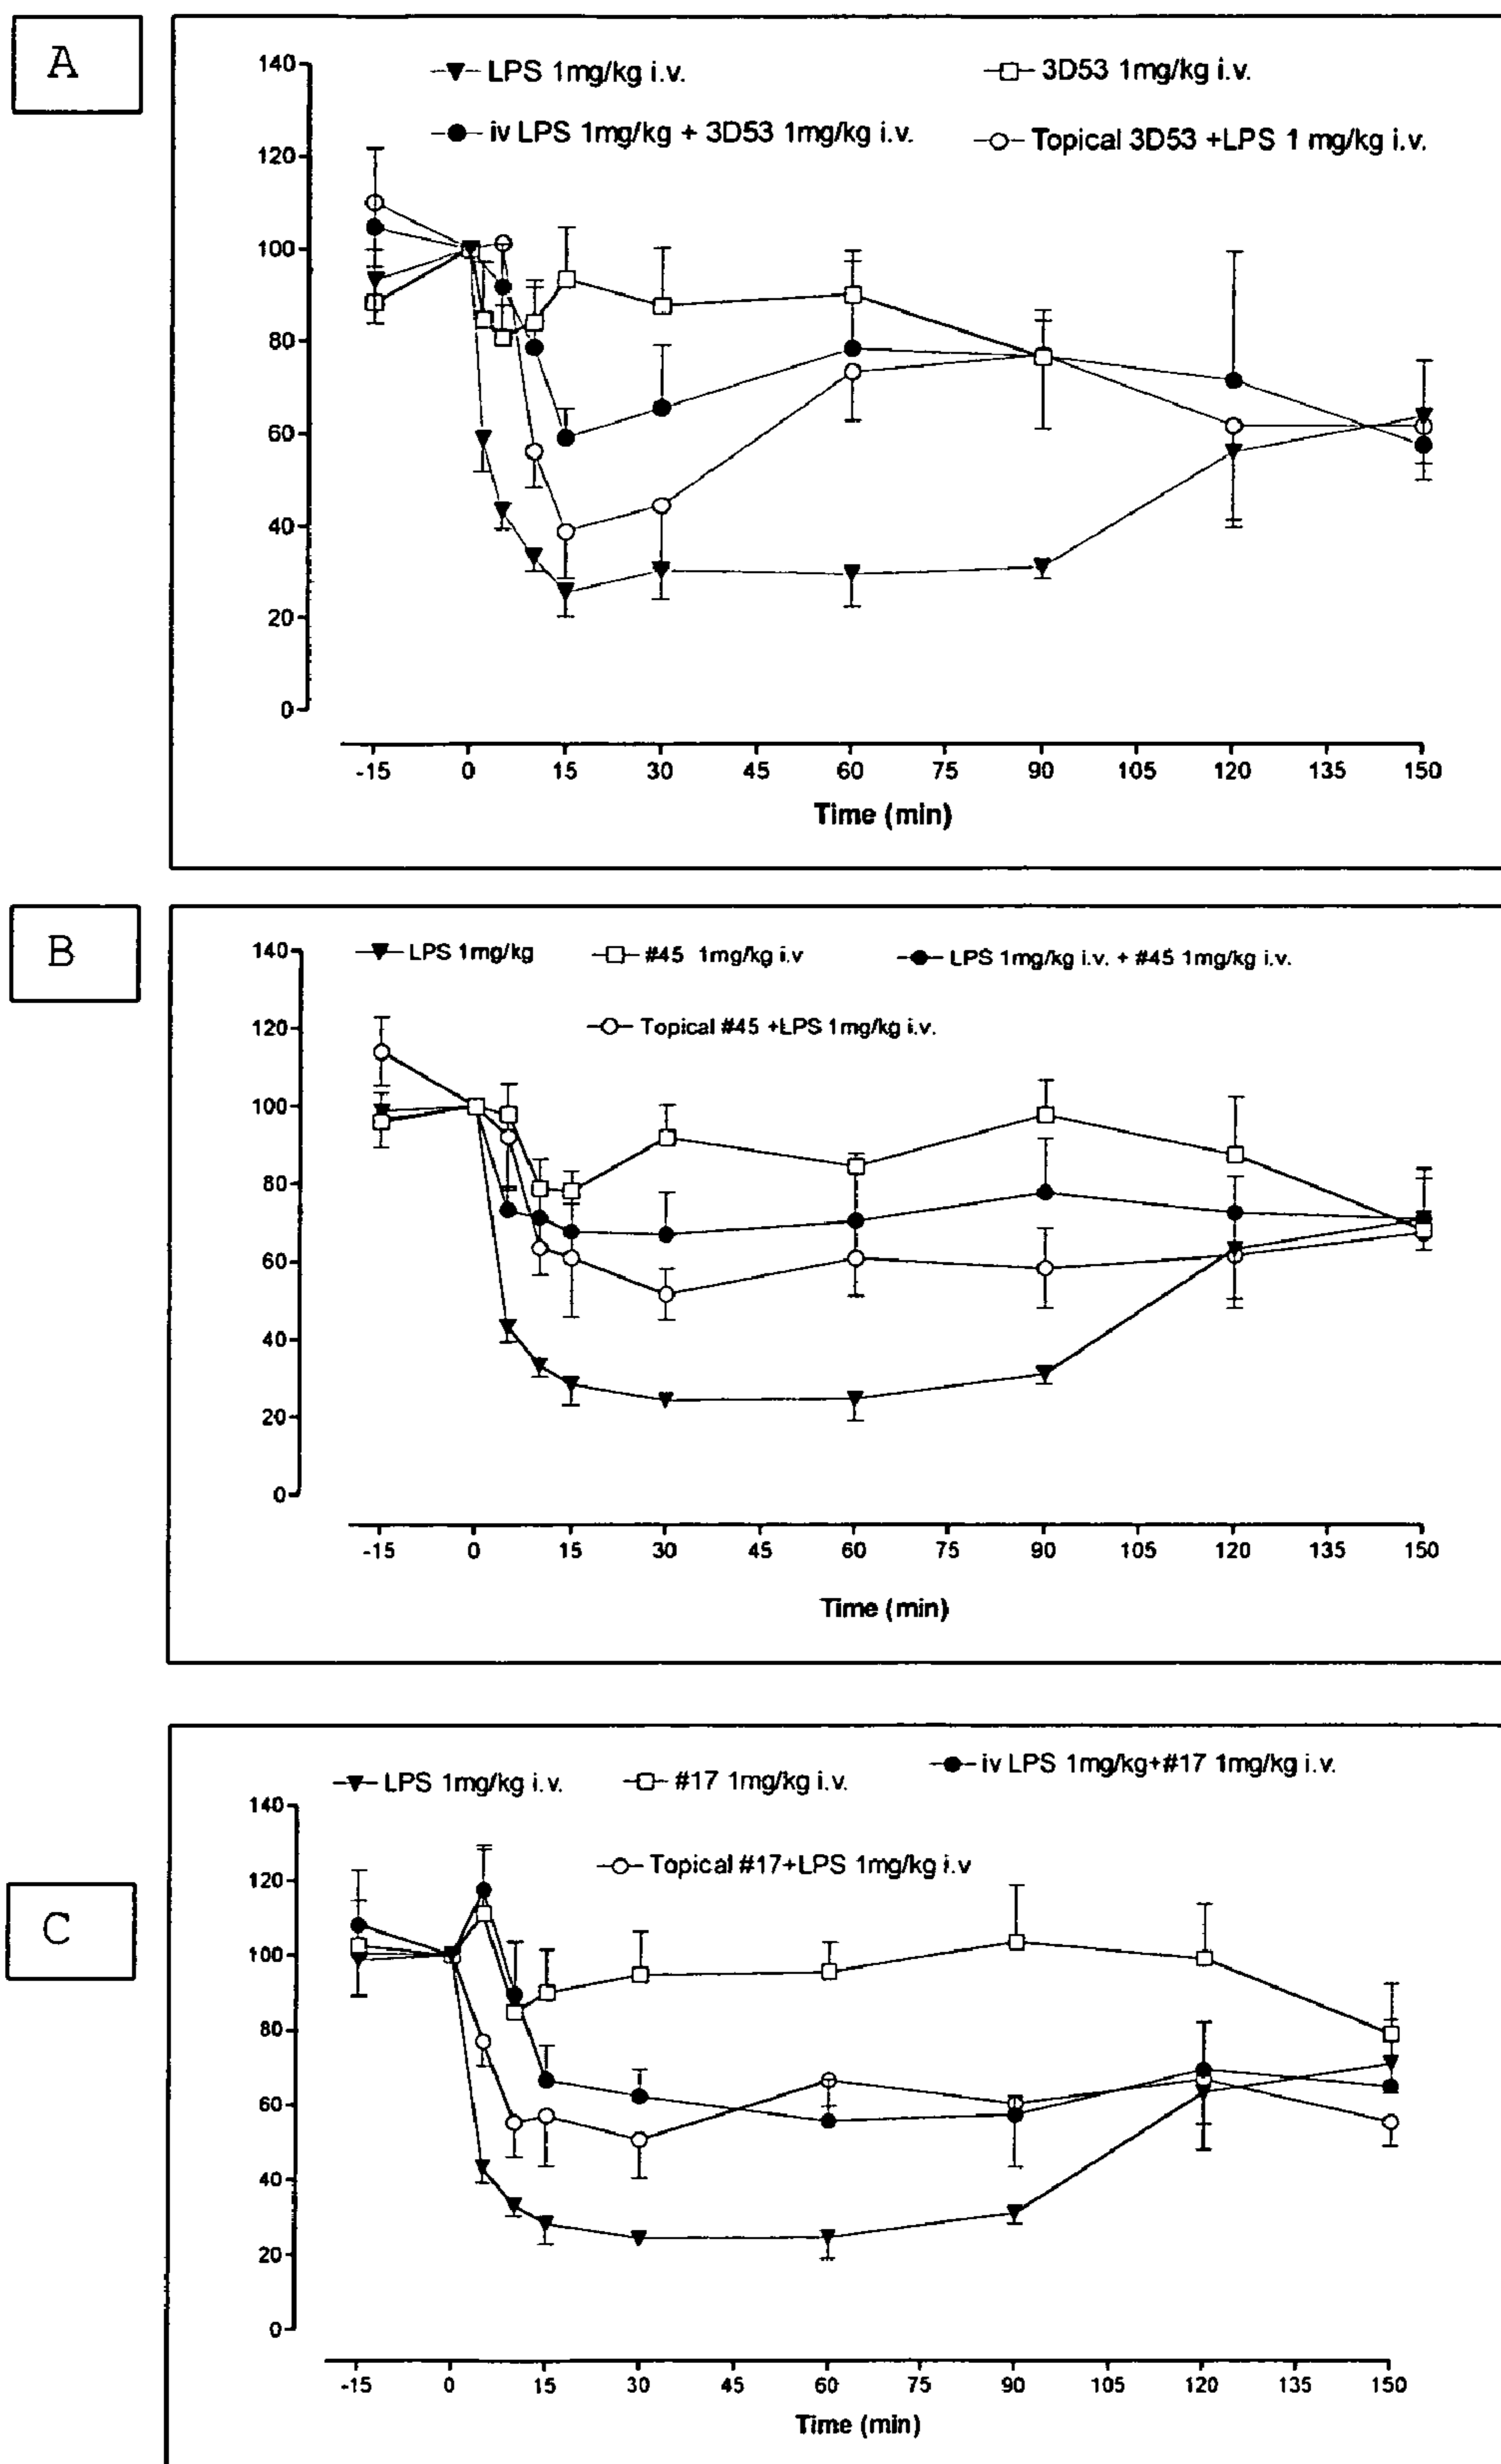 A
LPS 1mg/kg i.v.
3D53 1mg/kg i.v.
iv LPS 1mg/kg + 3D53 1mg/kg i.v.
Topical 3D53 +LPS 1 mg/kg i.v.
140
120
100
80
60
40
20
0
-15 0 15 30 45 60 75 90 105 120 135 150
Time (min)
B
LPS 1mg/kg
#45 1mg/kg i.v
LPS 1mg/kg i.v. + #45 1mg/kg i.v.
Topical #45 +LPS 1mg/kg i.v.
140
120
100
80
60
40
20
0
-15 0 15 30 45 60 75 90 105 120 135 150
Time (min)
C
LPS 1mg/kg i.v.
#17 1mg/kg i.v.
iv LPS 1mg/kg+#17 1mg/kg i.v.
Topical #17+LPS 1mg/kg i.v
140
120
100
80
60
40
20
0
-15 0 15 30 45 60 75 90 105 120 135 150
Time (min)